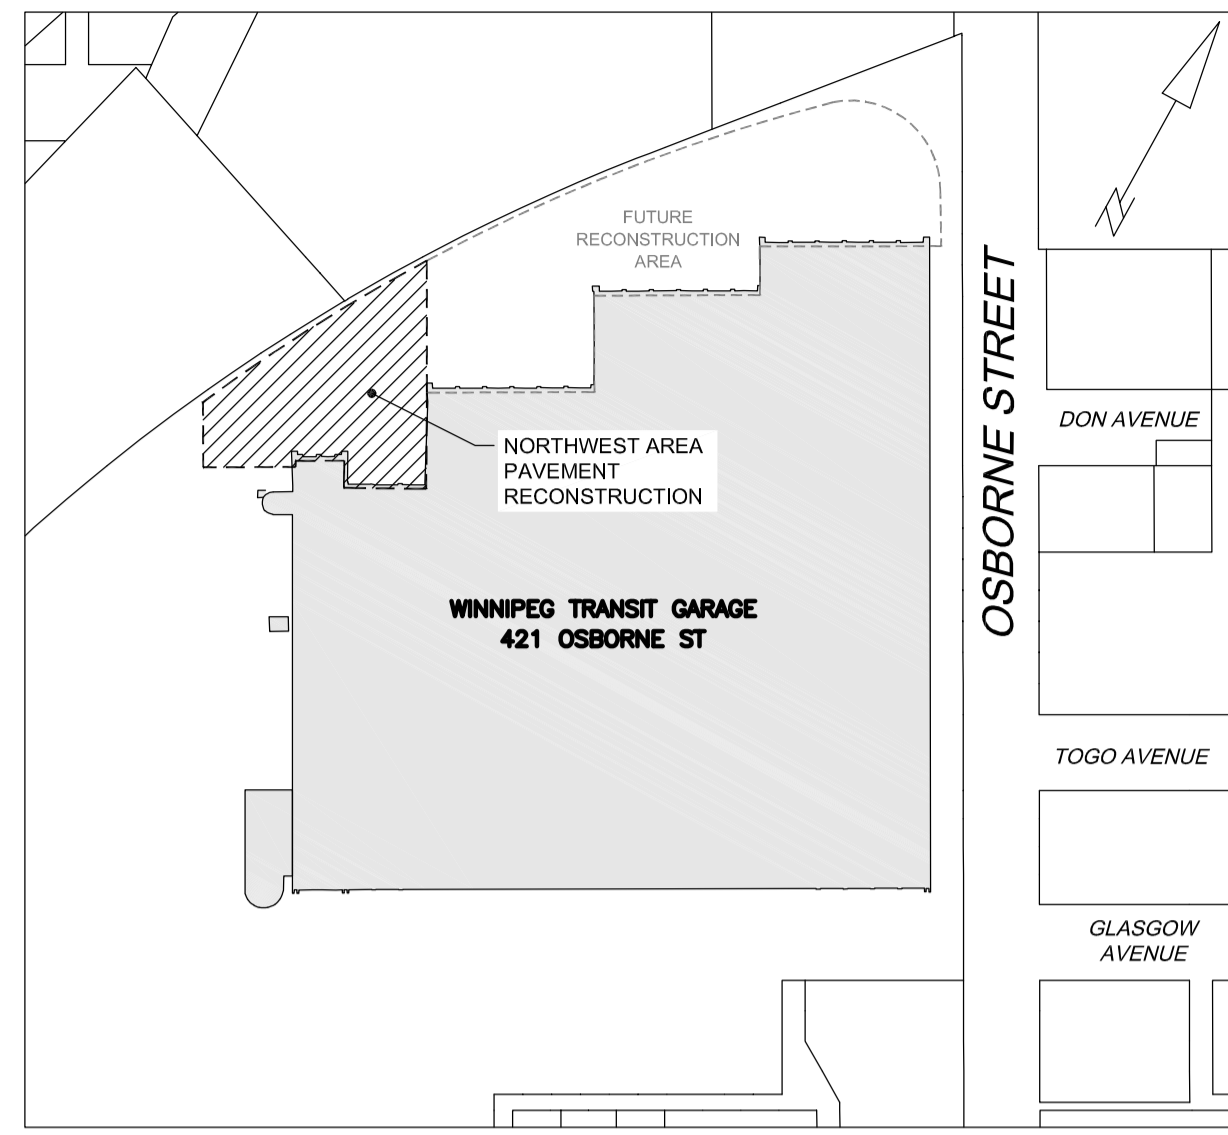 FUTURE
RECONSTRUCTION
AREA
NORTHWEST AREA
PAVEMENT
RECONSTRUCTION
WINNIPEG TRANSIT GARAGE
421 OSBORNE ST
OSBORNE STREET
N
DON AVENUE
TOGO AVENUE
GLASGOW
AVENUE